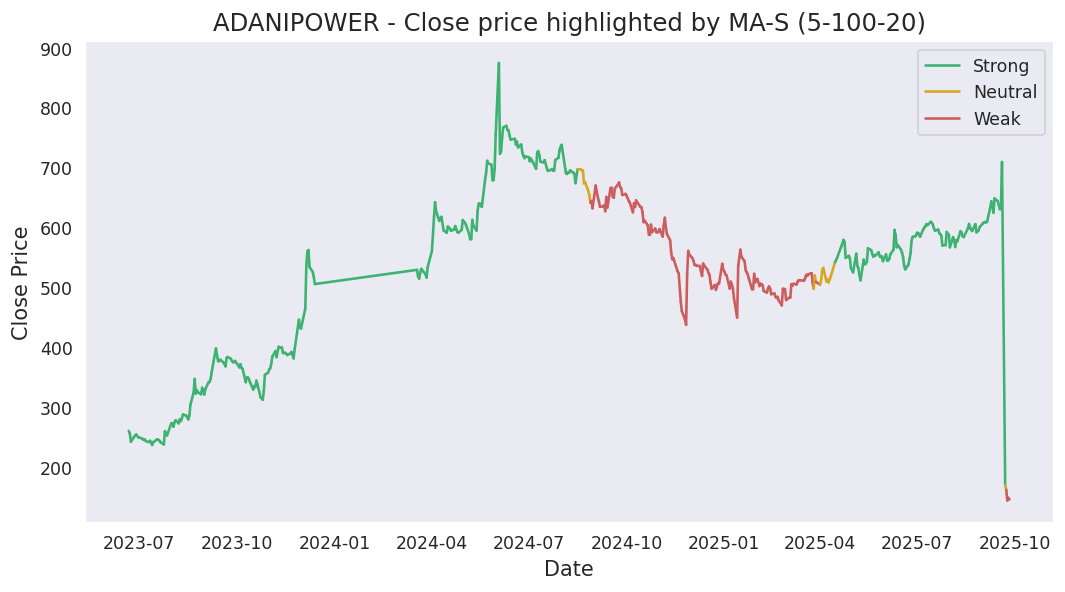 ADANIPOWER - Close price highlighted by MA-S (5-100-20)
Strong
Neutral
Weak
Close Price
900
800
700
600
500
400
300
200
2023-07 2023-10 2024-01 2024-04 2024-07 2024-10 2025-01 2025-04 2025-07 2025-10
Date